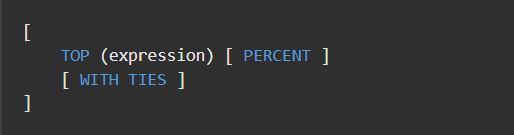 [
    TOP (expression) [ PERCENT ]
    [ WITH TIES ]
]